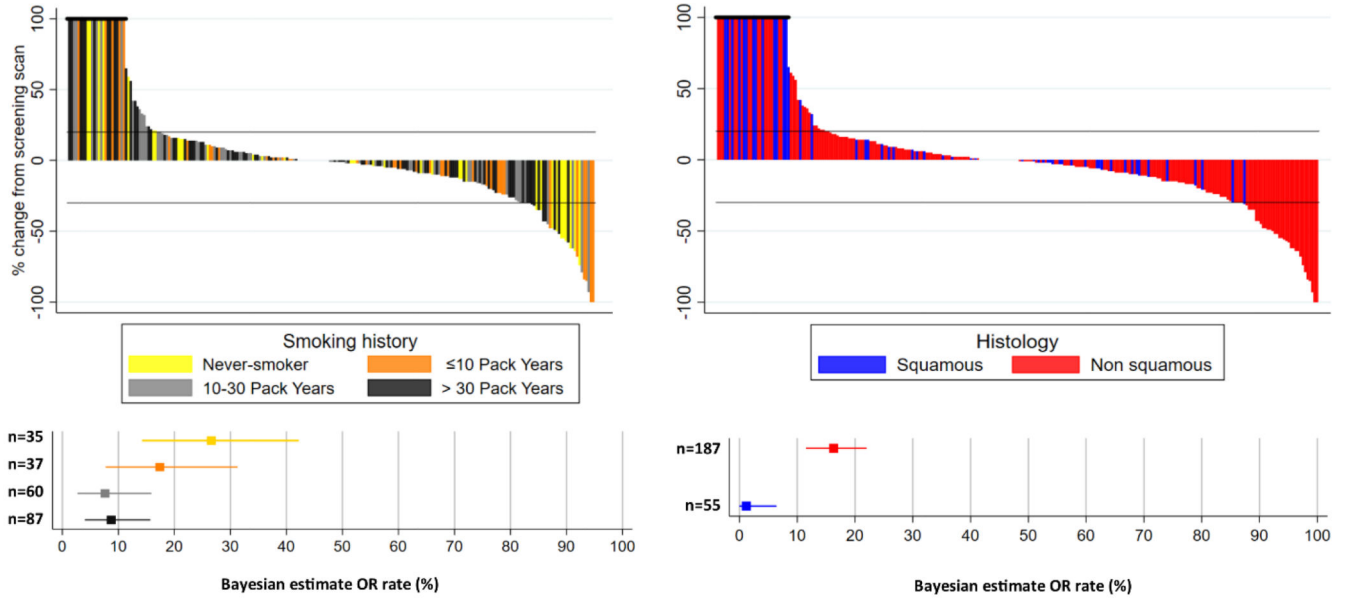 % change from screening scan
100
50
0
-50
-100
Smoking history
Never-smoker
≤10 Pack Years
10-30 Pack Years
> 30 Pack Years
n=35
n=37
n=60
n=87
0 10 20 30 40 50 60 70 80 90 100
Bayesian estimate OR rate (%)
100
50
0
-50
-100
Histology
Squamous
Non squamous
n=187
n=55
0 10 20 30 40 50 60 70 80 90 100
Bayesian estimate OR rate (%)